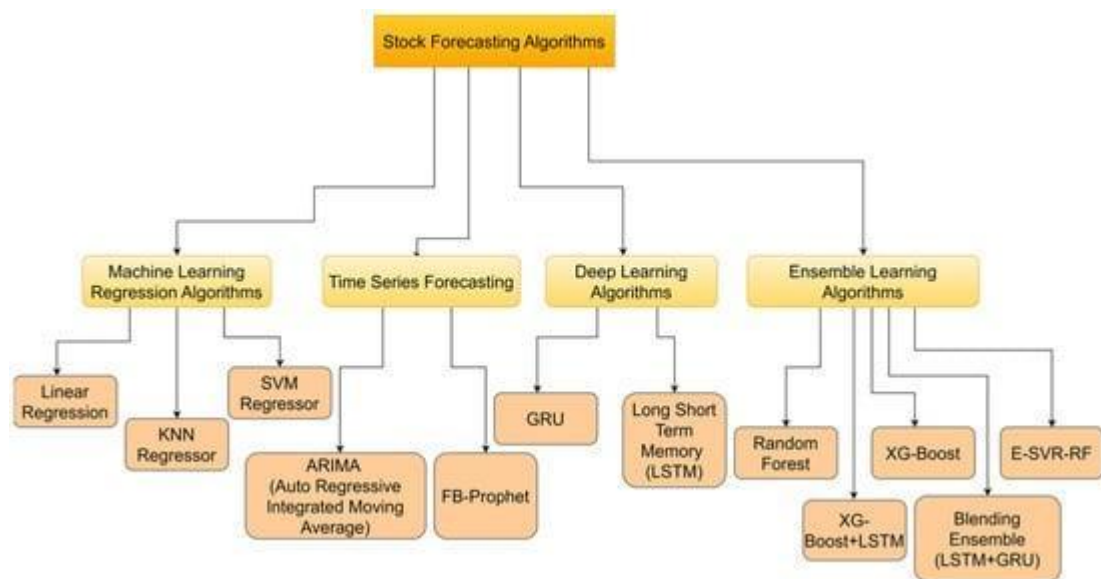 Stock Forecasting Algorithms
Machine Learning
Regression Algorithms
Time Series Forecasting
Deep Learning
Algorithms
Ensemble Learning
Algorithms
Linear
Regression
KNN
Regressor
SVM
Regressor
ARIMA
(Auto Regressive
Integrated Moving
Average)
FB-Prophet
GRU
Long Short
Term
Memory
(LSTM)
Random
Forest
XG-
Boost+LSTM
XG-Boost
Blending
Ensemble
(LSTM+GRU)
E-SVR-RF